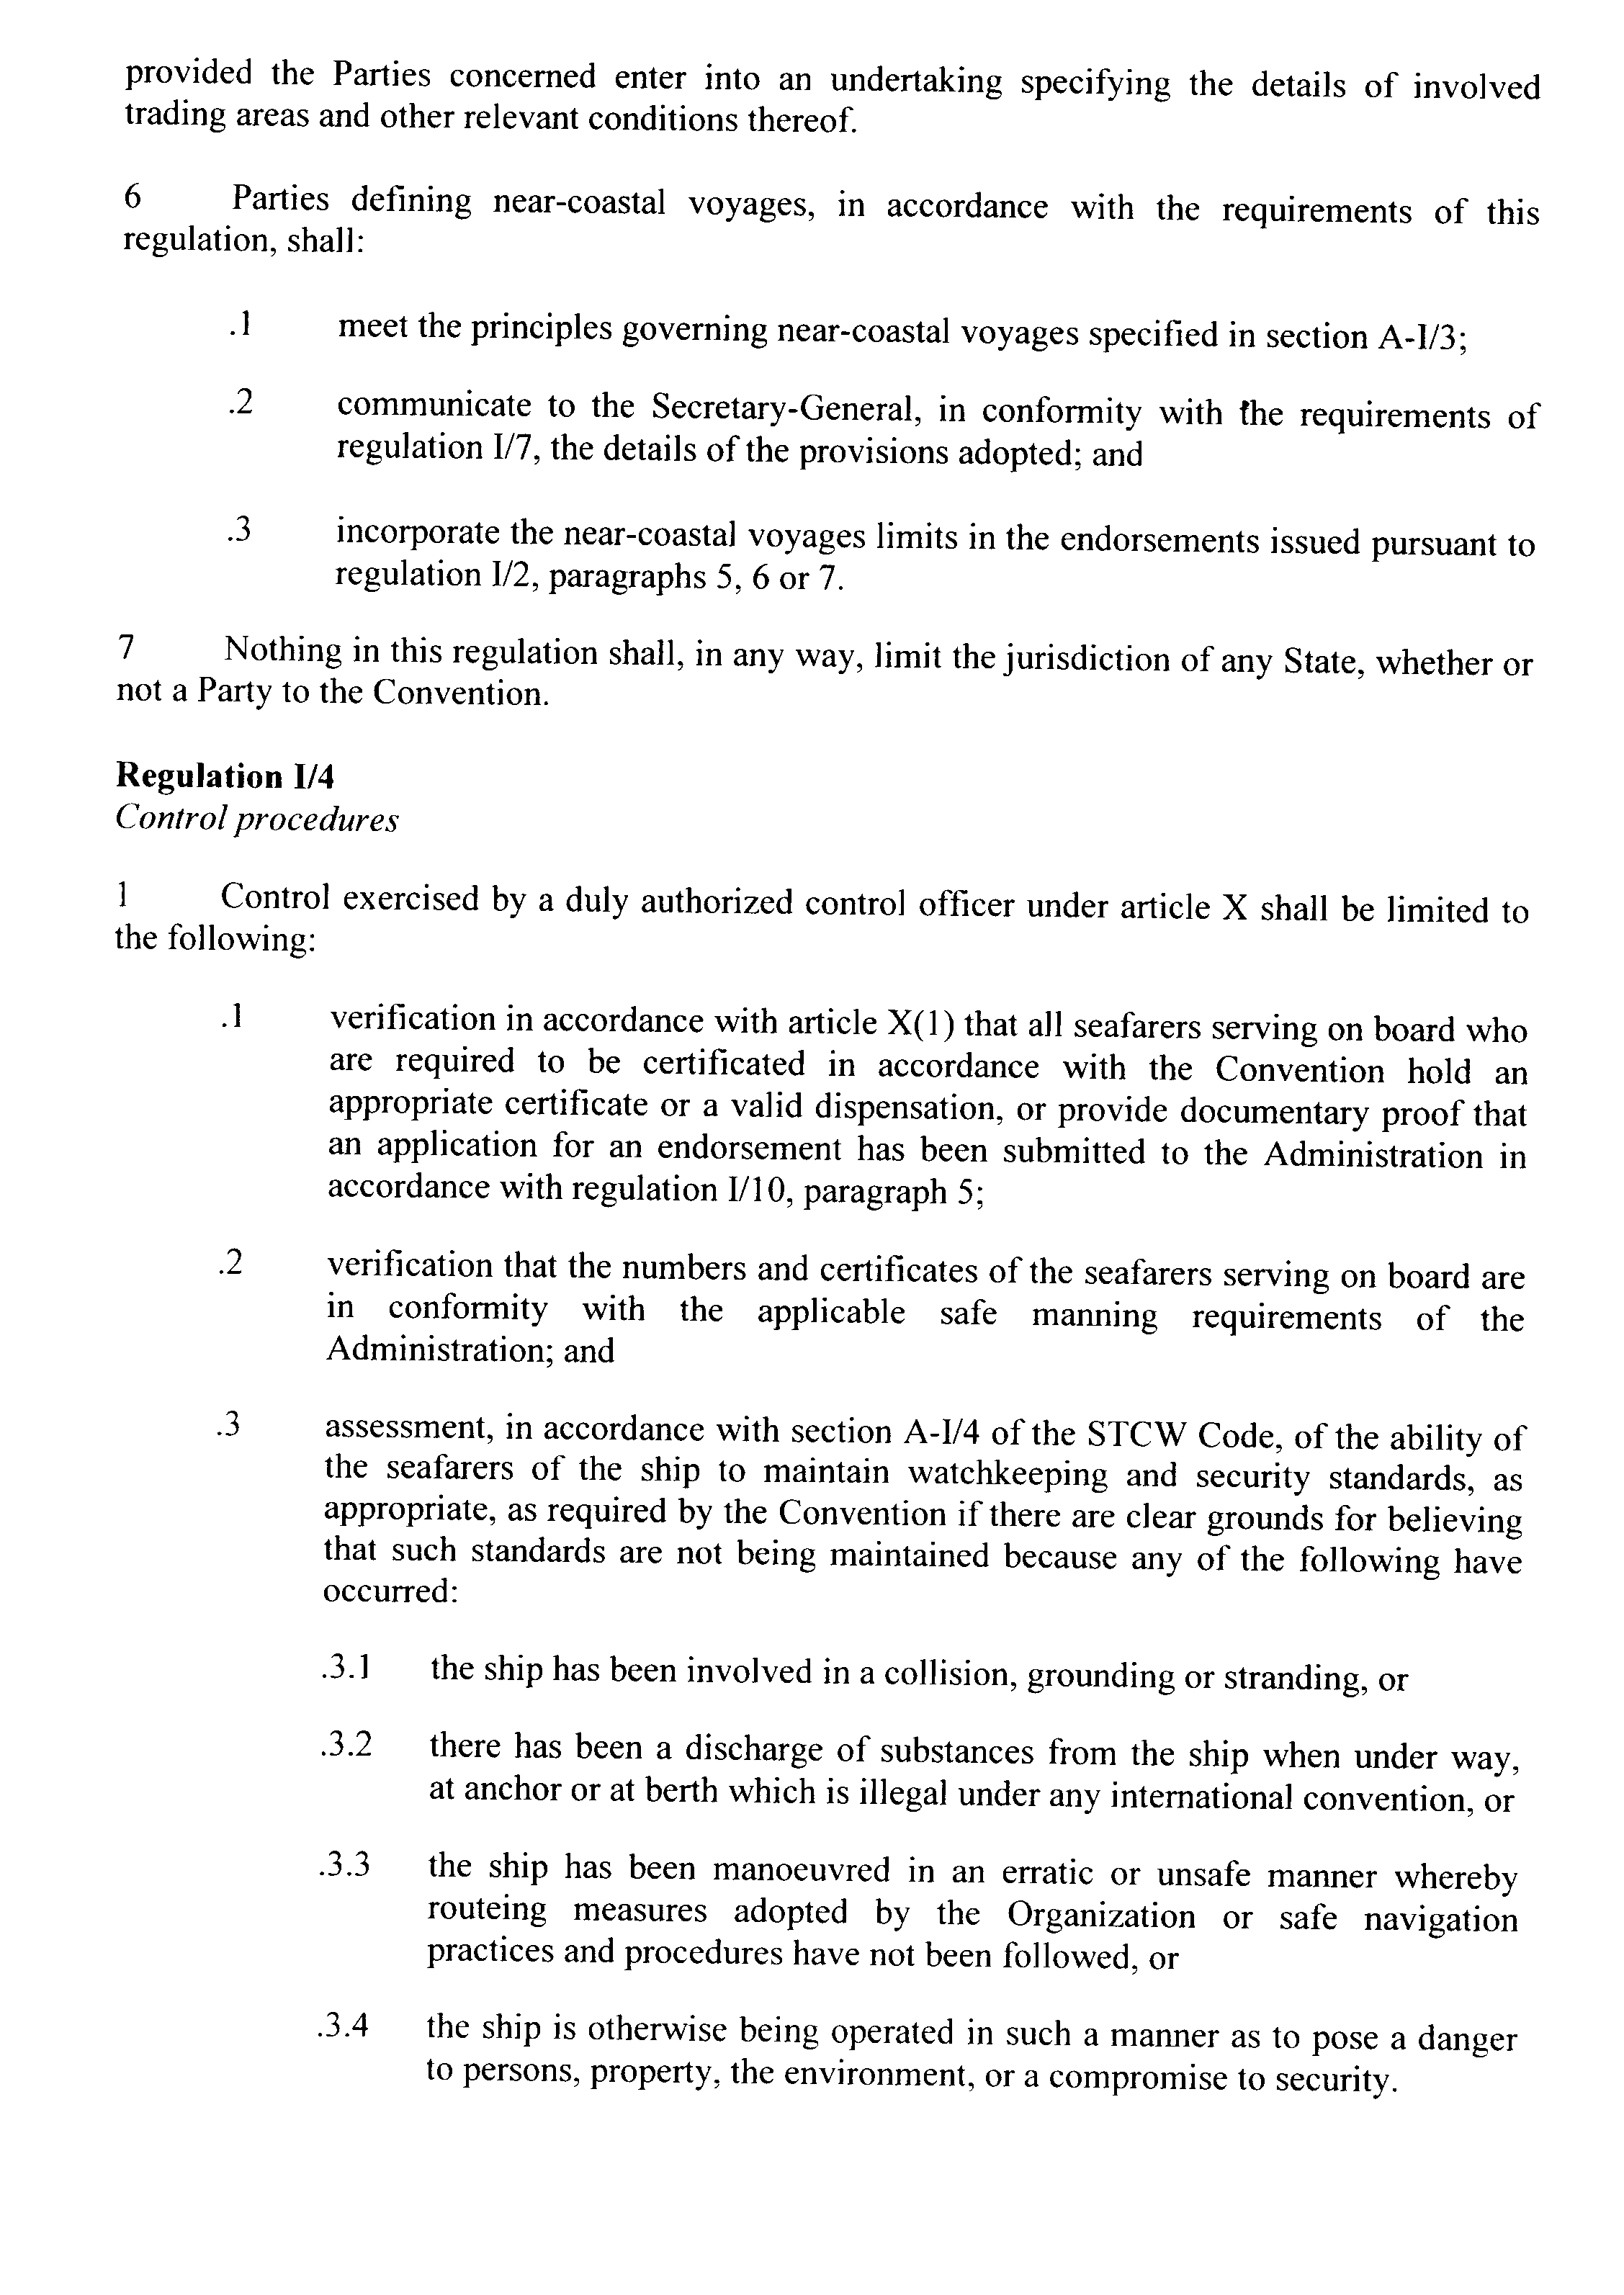 provided the Parties concerned enter into an undertaking specifying the details of involved
trading areas and other relevant conditions thereof.
6 Parties defining near-coastal voyages, in accordance with the requirements of this
regulation, shall:
.1 meet the principles governing near-coastal voyages specified in section A-I/3;
.2 communicate to the Secretary-General, in conformity with the requirements of
regulation I/7, the details of the provisions adopted; and
.3 incorporate the near-coastal voyages limits in the endorsements issued pursuant to
regulation I/2, paragraphs 5, 6 or 7.
7 Nothing in this regulation shall, in any way, limit the jurisdiction of any State, whether or
not a Party to the Convention.
Regulation I/4
Control procedures
1 Control exercised by a duly authorized control officer under article X shall be limited to
the following:
.1 verification in accordance with article X(1) that all seafarers serving on board who
are required to be certificated in accordance with the Convention hold an
appropriate certificate or a valid dispensation, or provide documentary proof that
an application for an endorsement has been submitted to the Administration in
accordance with regulation I/10, paragraph 5;
.2 verification that the numbers and certificates of the seafarers serving on board are
in conformity with the applicable safe manning requirements of the
Administration; and
.3 assessment, in accordance with section A-I/4 of the STCW Code, of the ability of
the seafarers of the ship to maintain watchkeeping and security standards, as
appropriate, as required by the Convention if there are clear grounds for believing
that such standards are not being maintained because any of the following have
occurred:
.3.1 the ship has been involved in a collision, grounding or stranding, or
.3.2 there has been a discharge of substances from the ship when under way,
at anchor or at berth which is illegal under any international convention, or
.3.3 the ship has been manoeuvred in an erratic or unsafe manner whereby
routeing measures adopted by the Organization or safe navigation
practices and procedures have not been followed, or
.3.4 the ship is otherwise being operated in such a manner as to pose a danger
to persons, property, the environment, or a compromise to security.